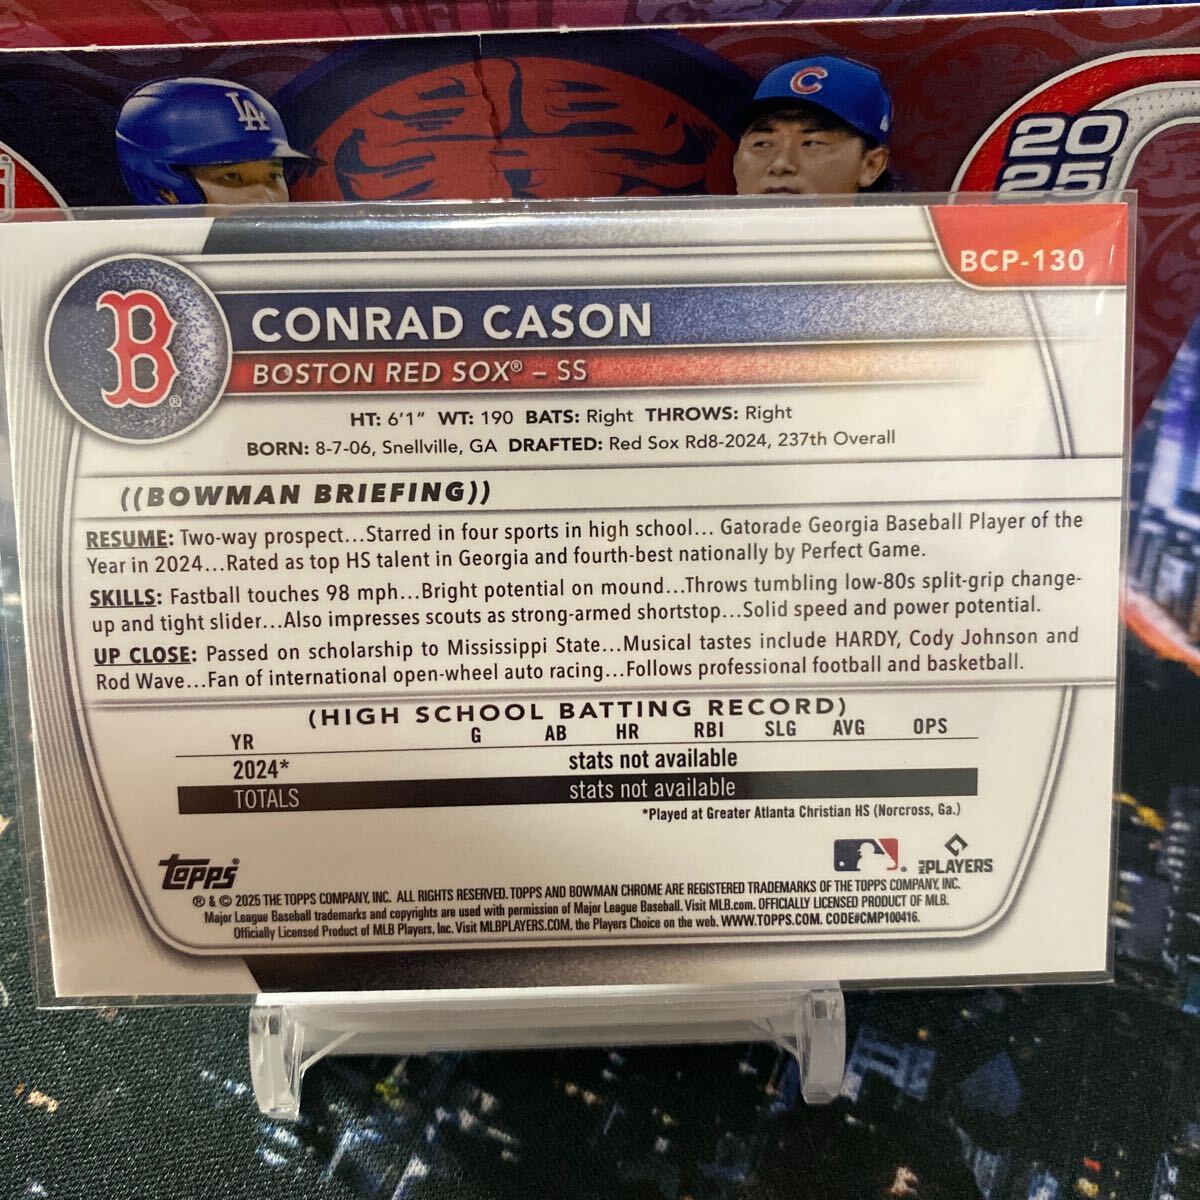 LA
C
20
25
BCP-130
B
CONRAD CASON
BOSTON RED SOX® – SS
HT: 6'1" WT: 190 BATS: Right THROWS: Right
BORN: 8-7-06, Snellville, GA DRAFTED: Red Sox Rd8-2024, 237th Overall
((BOWMAN BRIEFING))
RESUME: Two-way prospect...Starred in four sports in high school... Gatorade Georgia Baseball Player of the
Year in 2024...Rated as top HS talent in Georgia and fourth-best nationally by Perfect Game.
SKILLS: Fastball touches 98 mph...Bright potential on mound...Throws tumbling low-80s split-grip change-
up and tight slider...Also impresses scouts as strong-armed shortstop...Solid speed and power potential.
UP CLOSE: Passed on scholarship to Mississippi State...Musical tastes include HARDY, Cody Johnson and
Rod Wave...Fan of international open-wheel auto racing...Follows professional football and basketball.
(HIGH SCHOOL BATTING RECORD)
YR G AB HR RBI SLG AVG OPS
2024* stats not available
TOTALS stats not available
*Played at Greater Atlanta Christian HS (Norcross, Ga.)
Topps®
MLB PLAYERS
® & © 2025 THE TOPPS COMPANY, INC. ALL RIGHTS RESERVED. TOPPS AND BOWMAN CHROME ARE REGISTERED TRADEMARKS OF THE TOPPS COMPANY, INC.
Major League Baseball trademarks and copyrights are used with permission of Major League Baseball. Visit MLB.com. OFFICIALLY LICENSED PRODUCT OF MLB.
Officially Licensed Product of MLB Players, Inc. Visit MLBPLAYERS.COM, the Players Choice on the web. WWW.TOPPS.COM. CODE#CMP100416.